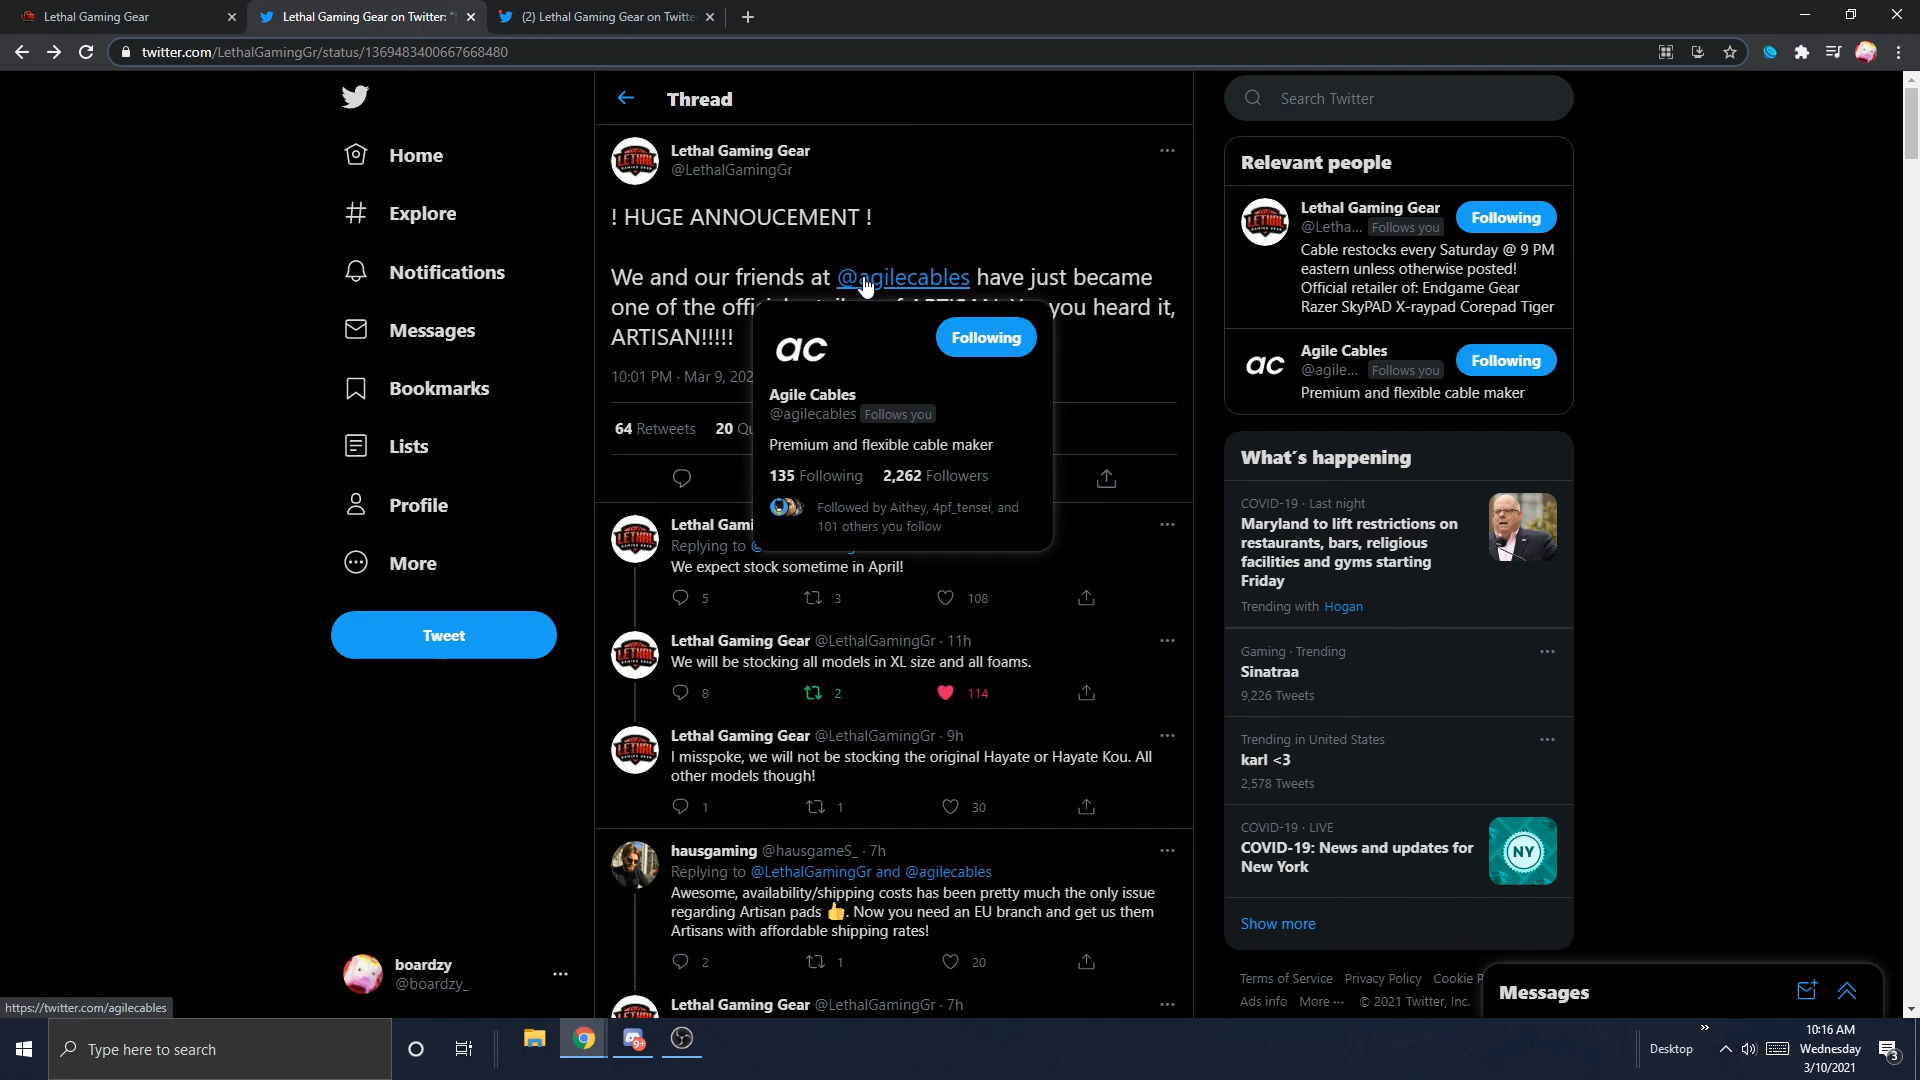 Lethal Gaming Gear
Lethal Gaming Gear on Twitter: "!
(2) Lethal Gaming Gear on Twitte
twitter.com/LethalGamingGr/status/1369483400667668480
Home
Explore
Notifications
Messages
Bookmarks
Lists
Profile
More
Tweet
boardzy
@boardzy_
https://twitter.com/agilecables
Thread
LETHAL
Lethal Gaming Gear
@LethalGamingGr
! HUGE ANNOUCEMENT !
We and our friends at @agilecables have just became
one of the offi you heard it,
ARTISAN!!!!!
10:01 PM · Mar 9, 202
64 Retweets 20 Qu
ac
Following
Agile Cables
@agilecables Follows you
Premium and flexible cable maker
135 Following 2,262 Followers
Followed by Aithey, 4pf_tensei, and
101 others you follow
LETHAL
Lethal Gami
Replying to @
We expect stock sometime in April!
5 3 108
LETHAL
Lethal Gaming Gear @LethalGamingGr · 11h
We will be stocking all models in XL size and all foams.
8 2 114
LETHAL
Lethal Gaming Gear @LethalGamingGr · 9h
I misspoke, we will not be stocking the original Hayate or Hayate Kou. All
other models though!
1 1 30
hausgaming @hausgameS_ · 7h
Replying to @LethalGamingGr and @agilecables
Awesome, availability/shipping costs has been pretty much the only issue
regarding Artisan pads 👍. Now you need an EU branch and get us them
Artisans with affordable shipping rates!
2 1 20
LETHAL
Lethal Gaming Gear @LethalGamingGr · 7h
Search Twitter
Relevant people
LETHAL
Lethal Gaming Gear
@Letha... Follows you
Following
Cable restocks every Saturday @ 9 PM
eastern unless otherwise posted!
Official retailer of: Endgame Gear
Razer SkyPAD X-raypad Corepad Tiger
ac
Agile Cables
@agile... Follows you
Following
Premium and flexible cable maker
What's happening
COVID-19 · Last night
Maryland to lift restrictions on
restaurants, bars, religious
facilities and gyms starting
Friday
Trending with Hogan
Gaming · Trending
Sinatraa
9,226 Tweets
Trending in United States
karl <3
2,578 Tweets
COVID-19 · LIVE
COVID-19: News and updates for
New York
NY
Show more
Terms of Service Privacy Policy Cookie P
Ads info More ··· © 2021 Twitter, Inc.
Messages
Type here to search
9+
Desktop
10:16 AM
Wednesday
3/10/2021
3